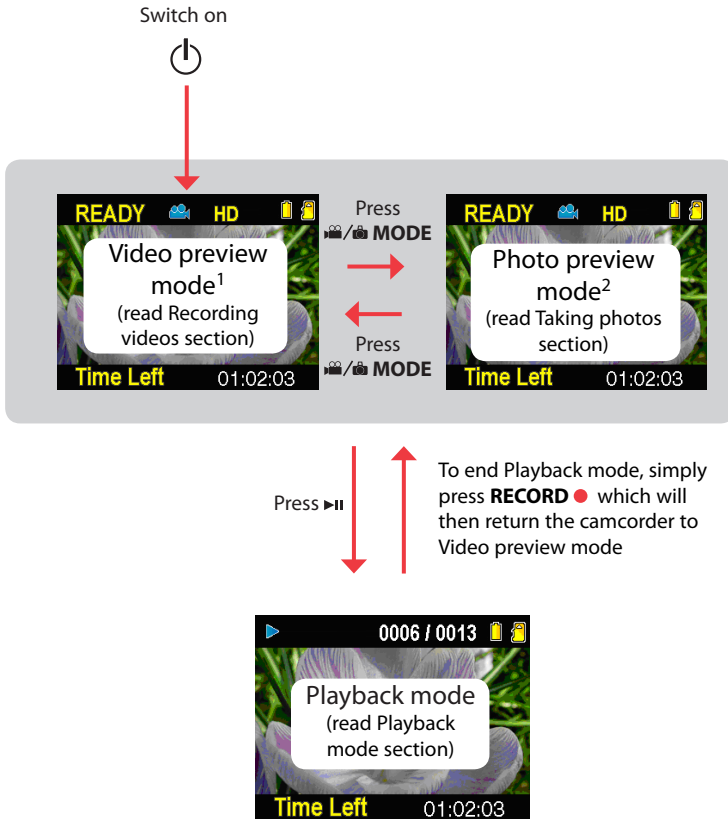 Switch on
READY HD
Video preview
mode1
(read Recording
videos section)
Time Left 01:02:03
Press
/ MODE
Press
/ MODE
READY HD
Photo preview
mode2
(read Taking photos
section)
Time Left 01:02:03
Press
To end Playback mode, simply
press RECORD ● which will
then return the camcorder to
Video preview mode
0006 / 0013
Playback mode
(read Playback
mode section)
Time Left 01:02:03